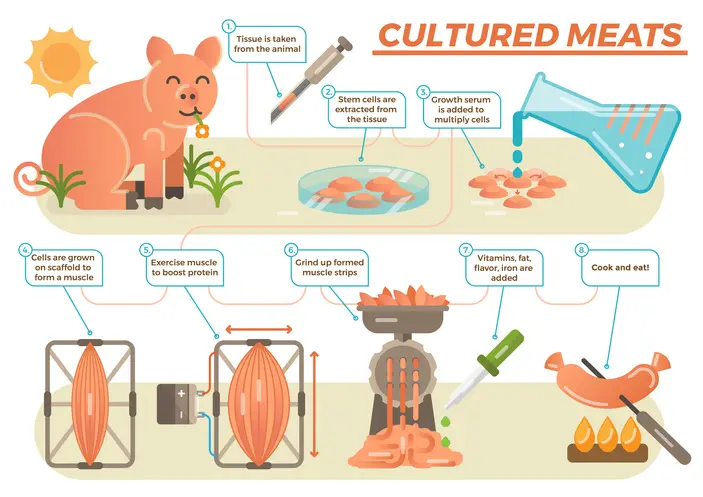 CULTURED MEATS
1.
Tissue is
taken from
the animal
2.
Stem cells are
extracted from
the tissue
3.
Growth serum
is added to
multiply cells
4.
Cells are grown
on scaffold to
form a muscle
5.
Exercise muscle
to boost protein
6.
Grind up formed
muscle strips
7.
Vitamins, fat,
flavor, iron are
added
8.
Cook and eat!
+
−